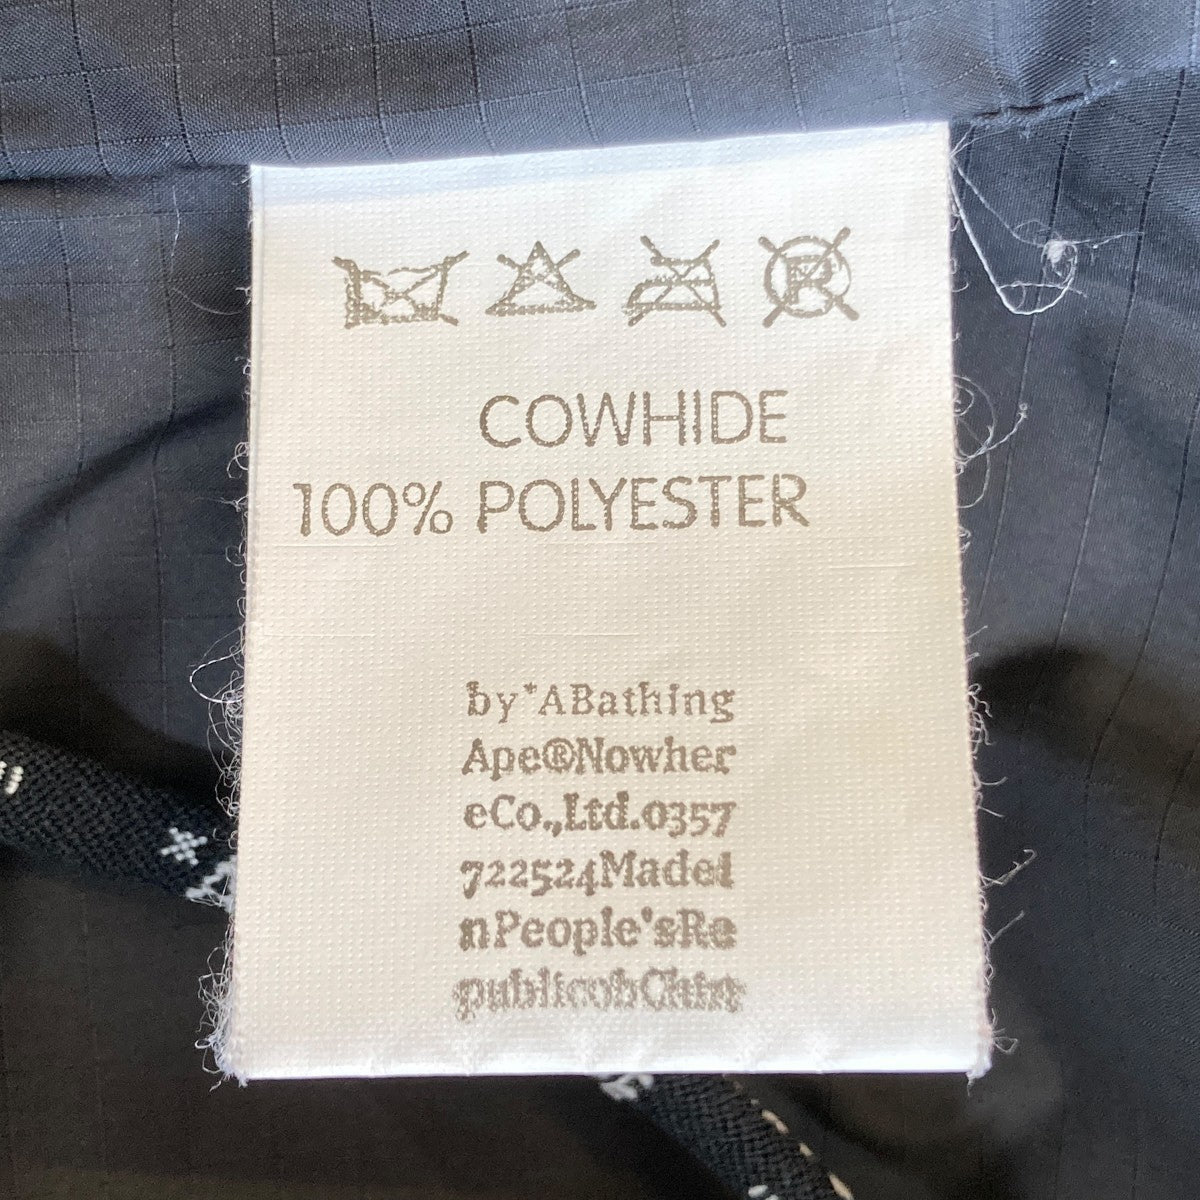 R
COWHIDE
100% POLYESTER
by*ABathing
Ape®Nowher
eCo.,Ltd.0357
722524MadeI
nPeople'sRe
publicofChin